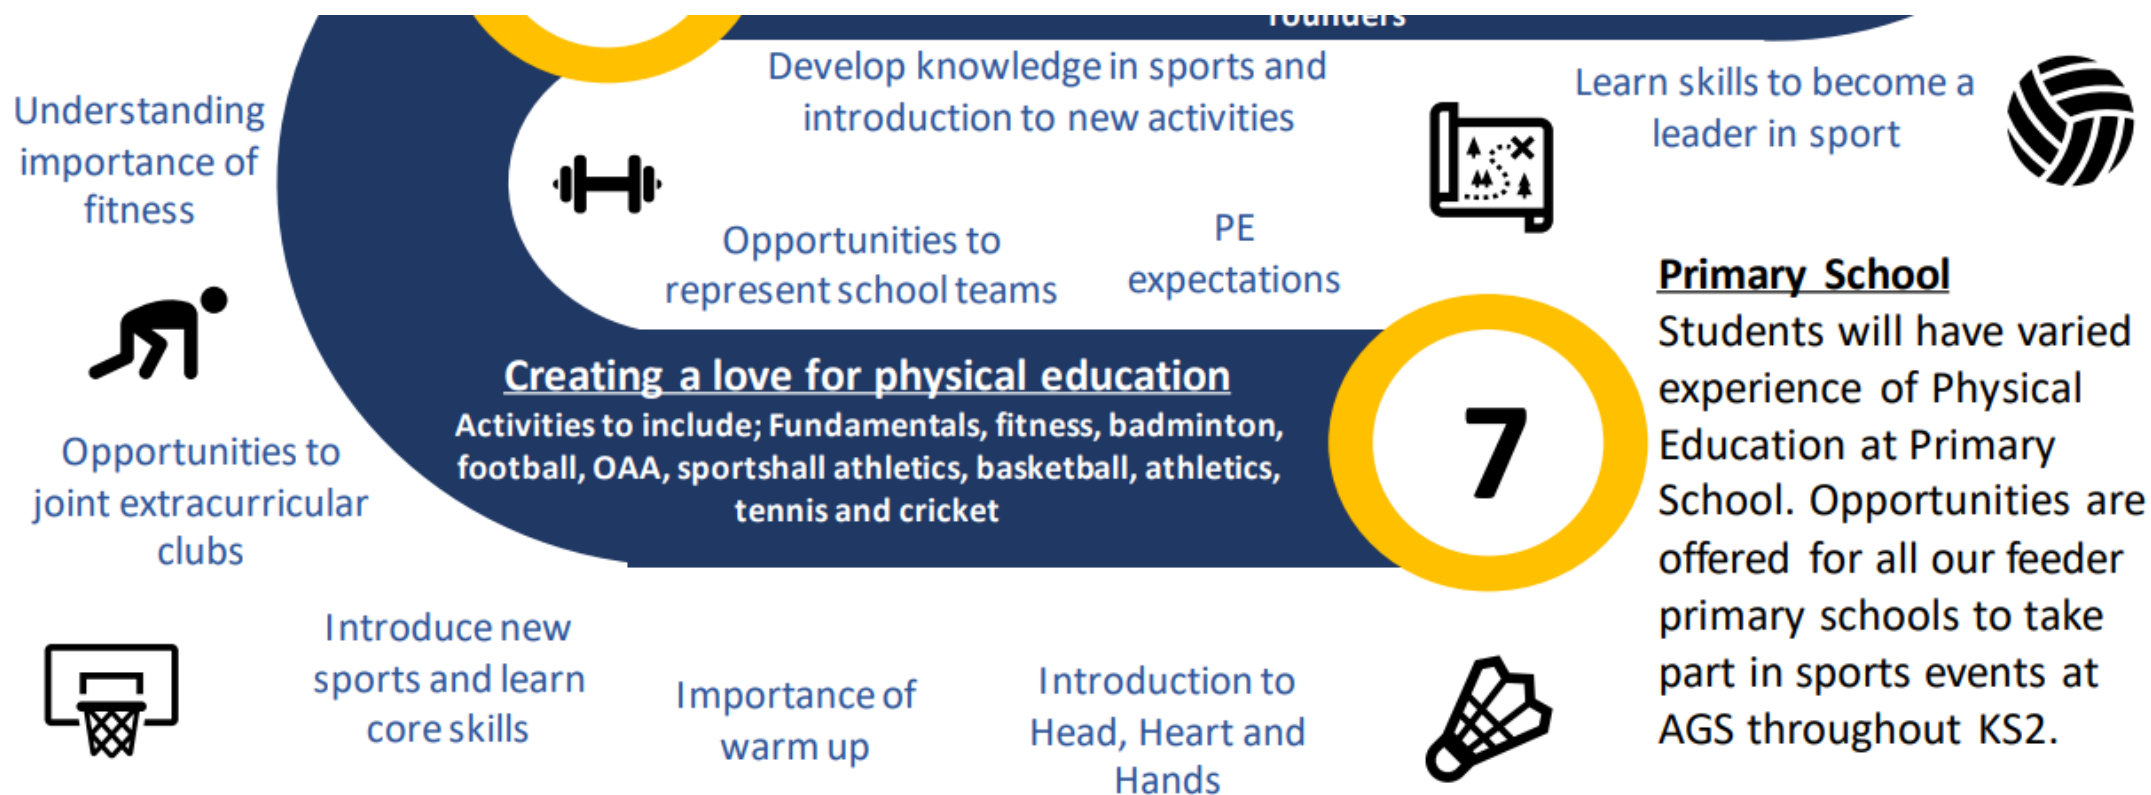 rounders
Develop knowledge in sports and
introduction to new activities
Learn skills to become a
leader in sport
Understanding
importance of
fitness
Opportunities to
represent school teams
PE
expectations
Primary School
Students will have varied
experience of Physical
Education at Primary
School. Opportunities are
offered for all our feeder
primary schools to take
part in sports events at
AGS throughout KS2.
Creating a love for physical education
Activities to include; Fundamentals, fitness, badminton,
football, OAA, sportshall athletics, basketball, athletics,
tennis and cricket
7
Opportunities to
joint extracurricular
clubs
Introduce new
sports and learn
core skills
Importance of
warm up
Introduction to
Head, Heart and
Hands